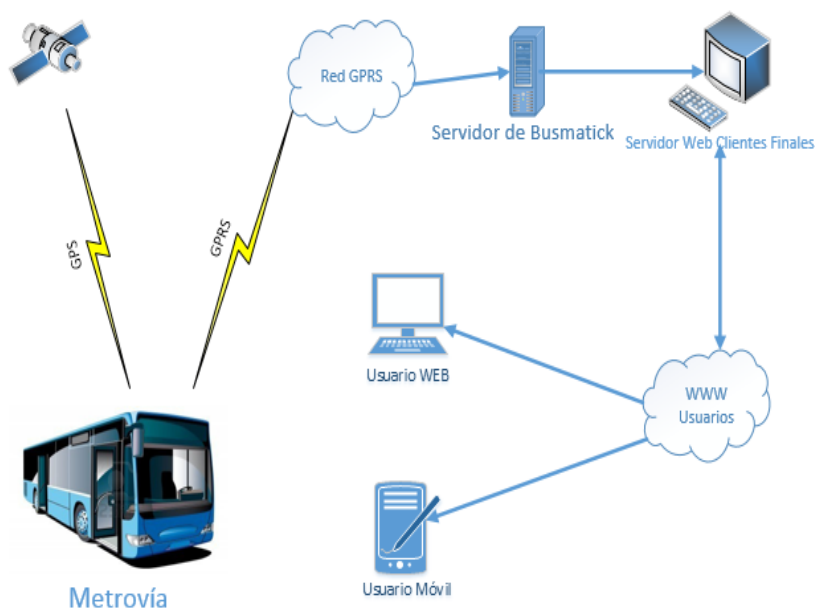 Red GPRS
Servidor de Busmatick
Servidor Web Clientes Finales
GPS
GPRS
Usuario WEB
WWW
Usuarios
Usuario Móvil
Metrovía